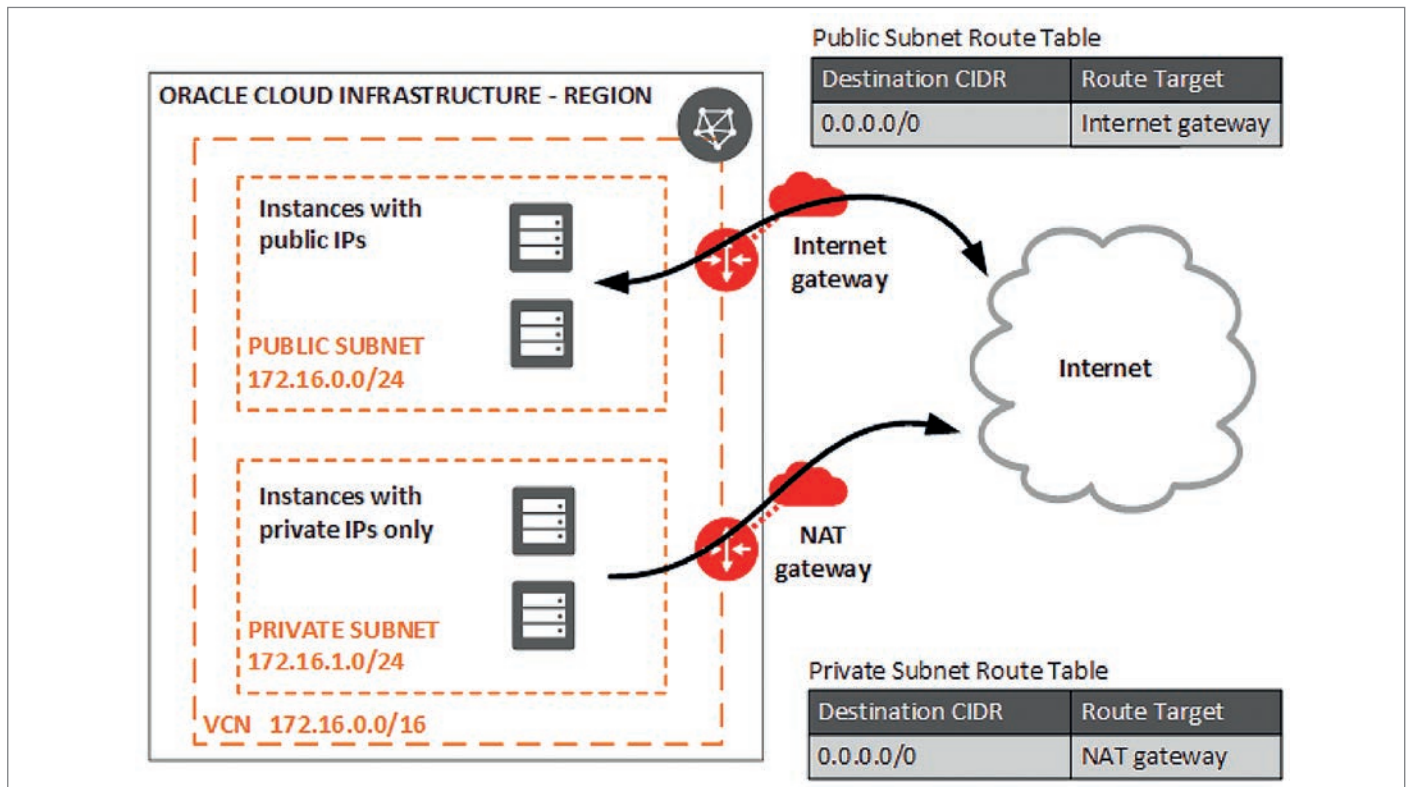 Public Subnet Route Table
Destination CIDR Route Target
0.0.0.0/0 Internet gateway
ORACLE CLOUD INFRASTRUCTURE - REGION
Instances with
public IPs
PUBLIC SUBNET
172.16.0.0/24
Internet
gateway
Internet
Instances with
private IPs only
PRIVATE SUBNET
172.16.1.0/24
NAT
gateway
VCN 172.16.0.0/16
Private Subnet Route Table
Destination CIDR Route Target
0.0.0.0/0 NAT gateway